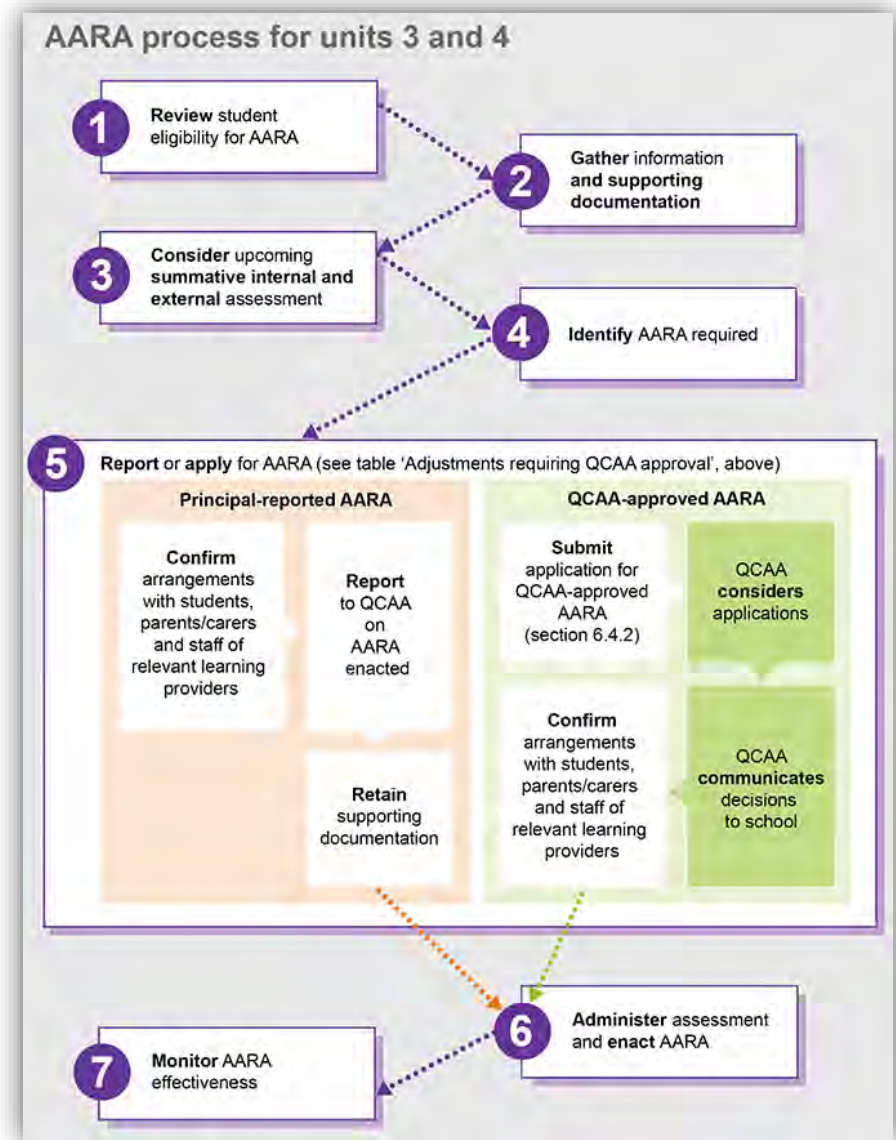 AARA process for units 3 and 4
1
Review student
eligibility for AARA
2
Gather information
and supporting
documentation
3
Consider upcoming
summative internal and
external assessment
4
Identify AARA required
5
Report or apply for AARA (see table ‘Adjustments requiring QCAA approval’, above)
Principal-reported AARA
Confirm
arrangements
with students,
parents/carers
and staff of
relevant learning
providers
Report
to QCAA
on
AARA
enacted
Retain
supporting
documentation
QCAA-approved AARA
Submit
application for
QCAA-approved
AARA
(section 6.4.2)
QCAA
considers
applications
QCAA
communicates
decisions
to school
Confirm
arrangements
with students,
parents/carers
and staff of
relevant learning
providers
6
Administer assessment
and enact AARA
7
Monitor AARA
effectiveness